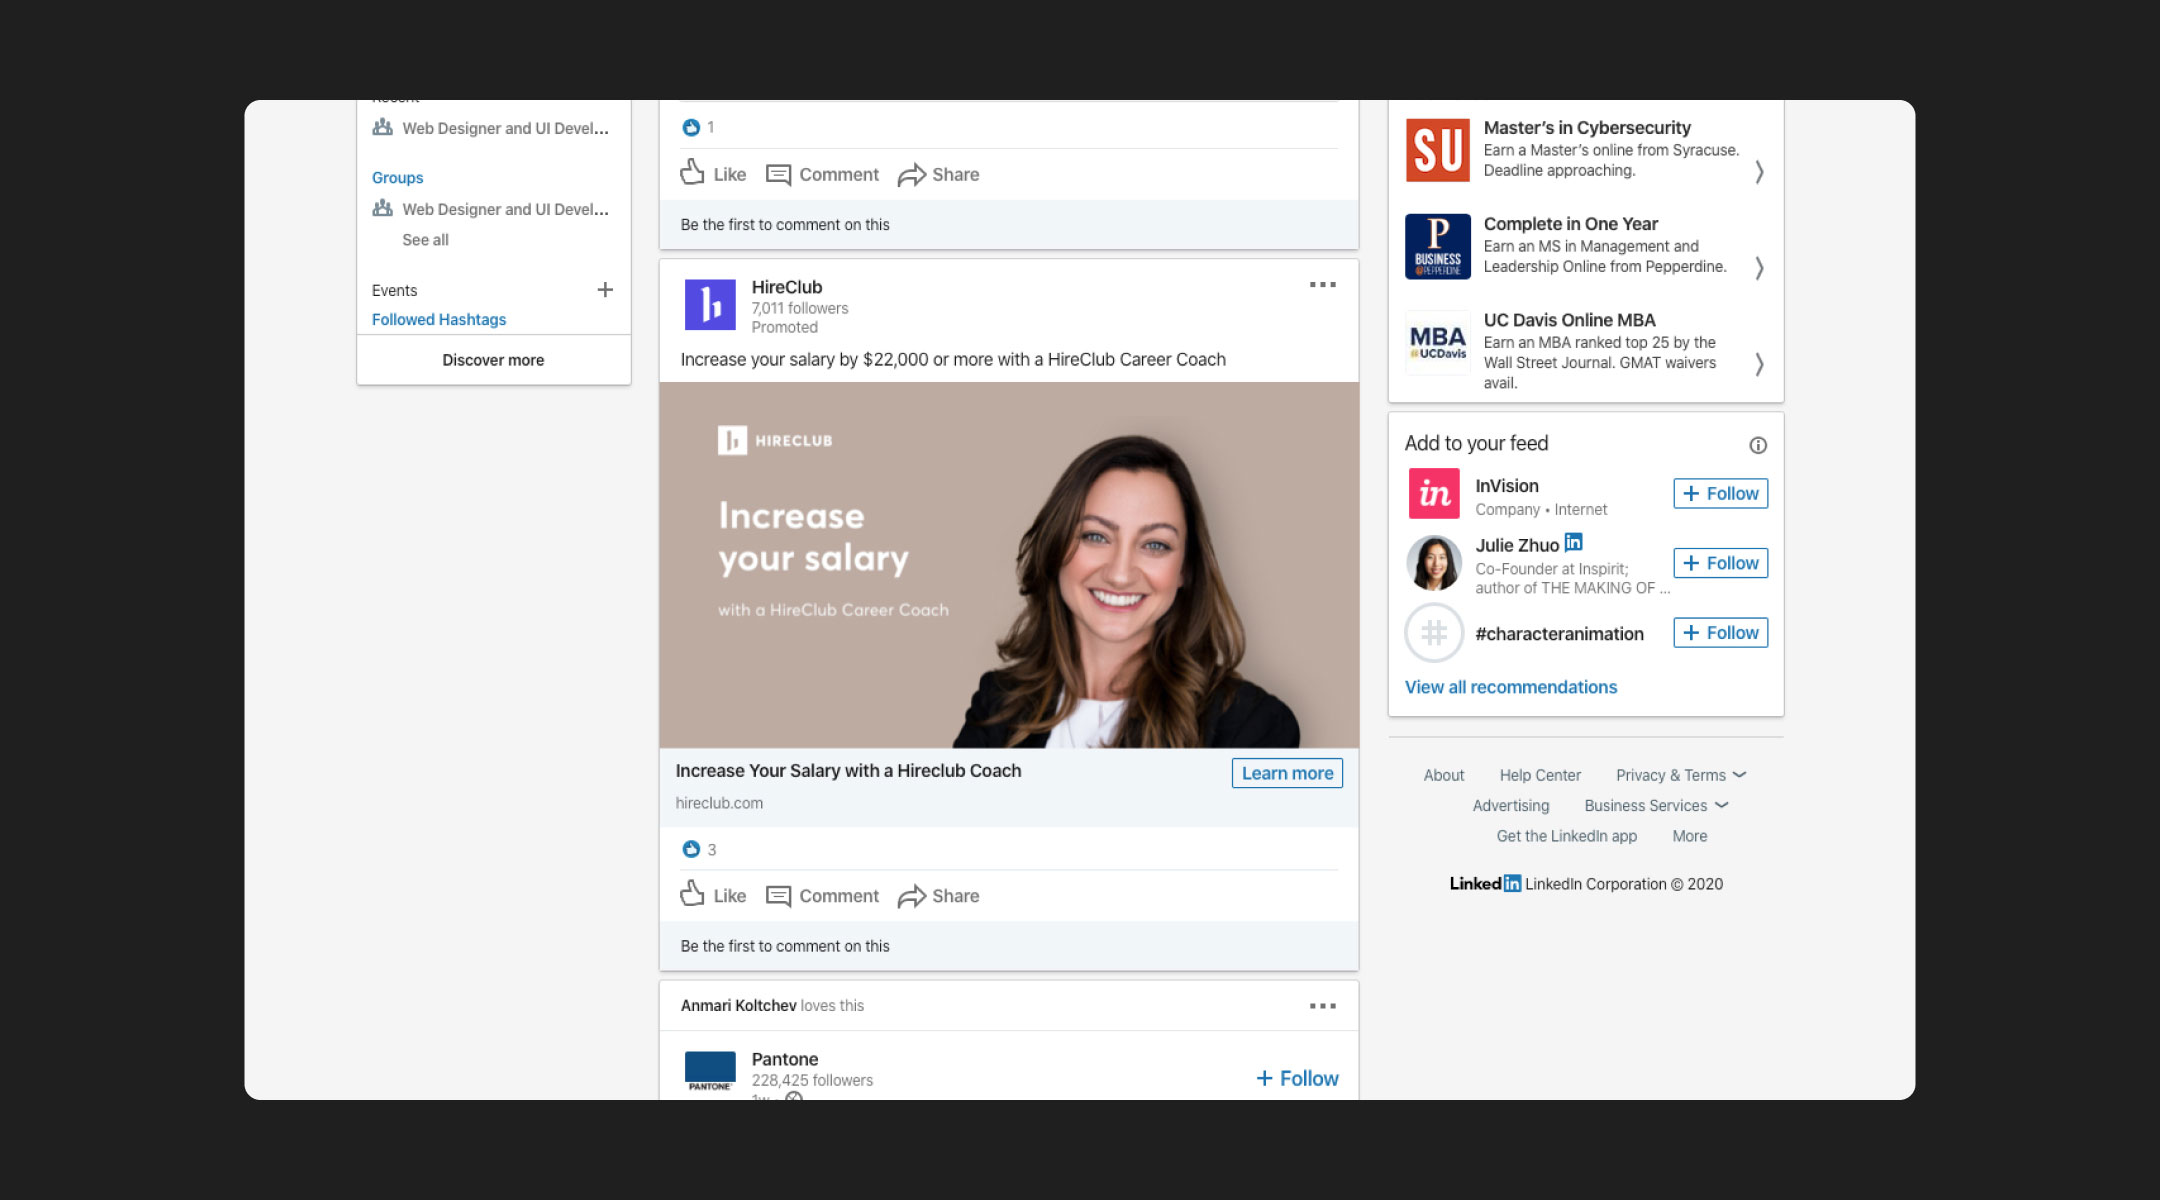 Recent
Web Designer and UI Devel...
Groups
Web Designer and UI Devel...
See all
Events
Followed Hashtags
Discover more
1
Like Comment Share
Be the first to comment on this
HireClub
7,011 followers
Promoted
Increase your salary by $22,000 or more with a HireClub Career Coach
HIRECLUB
Increase
your salary
with a HireClub Career Coach
Increase Your Salary with a Hireclub Coach
Learn more
hireclub.com
3
Like Comment Share
Be the first to comment on this
Anmari Koltchev loves this
PANTONE
Pantone
228,425 followers
1w
+ Follow
SU
Master's in Cybersecurity
Earn a Master's online from Syracuse.
Deadline approaching.
P
BUSINESS
@PEPPERDINE
Complete in One Year
Earn an MS in Management and
Leadership Online from Pepperdine.
MBA
@UCDavis
UC Davis Online MBA
Earn an MBA ranked top 25 by the
Wall Street Journal. GMAT waivers
avail.
Add to your feed
in
InVision
Company • Internet
+ Follow
Julie Zhuo in
Co-Founder at Inspirit;
author of THE MAKING OF ...
+ Follow
#
#characteranimation
+ Follow
View all recommendations
About Help Center Privacy & Terms
Advertising Business Services
Get the LinkedIn app More
LinkedIn LinkedIn Corporation © 2020